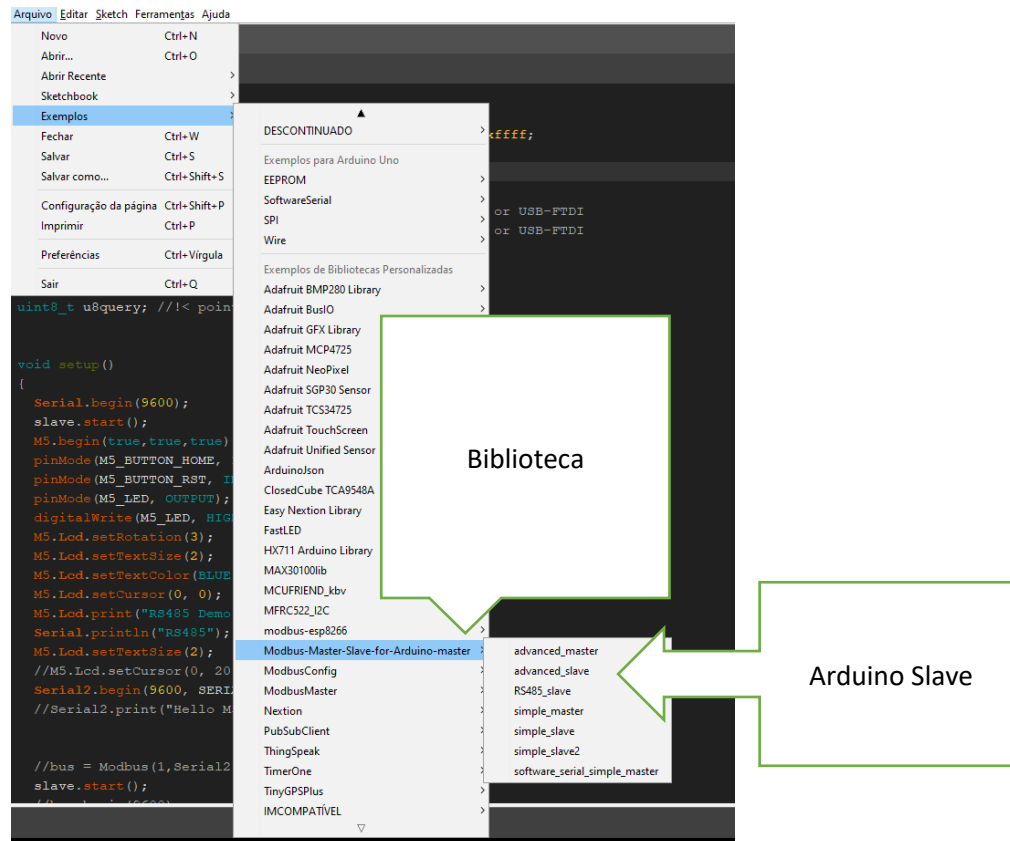 Arquivo Editar Sketch Ferramentas Ajuda
Novo Ctrl+N
Abrir... Ctrl+O
Abrir Recente
Sketchbook
Exemplos
Fechar Ctrl+W
Salvar Ctrl+S
Salvar como... Ctrl+Shift+S
Configuração da página Ctrl+Shift+P
Imprimir Ctrl+P
Preferências Ctrl+Vírgula
Sair Ctrl+Q
DESCONTINUADO
Exemplos para Arduino Uno
EEPROM
SoftwareSerial
SPI
Wire
Exemplos de Bibliotecas Personalizadas
Adafruit BMP280 Library
Adafruit BusIO
Adafruit GFX Library
Adafruit MCP4725
Adafruit NeoPixel
Adafruit SGP30 Sensor
Adafruit TCS34725
Adafruit TouchScreen
Adafruit Unified Sensor
ArduinoJson
ClosedCube TCA9548A
Easy Nextion Library
FastLED
HX711 Arduino Library
MAX30100lib
MCUFRIEND_kbv
MFRC522_I2C
modbus-esp8266
Modbus-Master-Slave-for-Arduino-master
ModbusConfig
ModbusMaster
Nextion
PubSubClient
ThingSpeak
TimerOne
TinyGPSPlus
IMCOMPATÍVEL
advanced_master
advanced_slave
RS485_slave
simple_master
simple_slave
simple_slave2
software_serial_simple_master
Biblioteca
Arduino Slave
ffff;
or USB-FTDI
or USB-FTDI
uint8_t u8query; //!< poin
void setup()
{
Serial.begin(9600);
slave.start();
M5.begin(true,true,true)
pinMode(M5_BUTTON_HOME,
pinMode(M5_BUTTON_RST, I
pinMode(M5_LED, OUTPUT);
digitalWrite(M5_LED, HIG
M5.Lcd.setRotation(3);
M5.Lcd.setTextSize(2);
M5.Lcd.setTextColor(BLUE
M5.Lcd.setCursor(0, 0);
M5.Lcd.print("RS485 Demo
Serial.println("RS485");
M5.Lcd.setTextSize(2);
//M5.Lcd.setCursor(0, 20
Serial2.begin(9600, SERI
//Serial2.print("Hello M
//bus = Modbus(1,Serial2
slave.start();